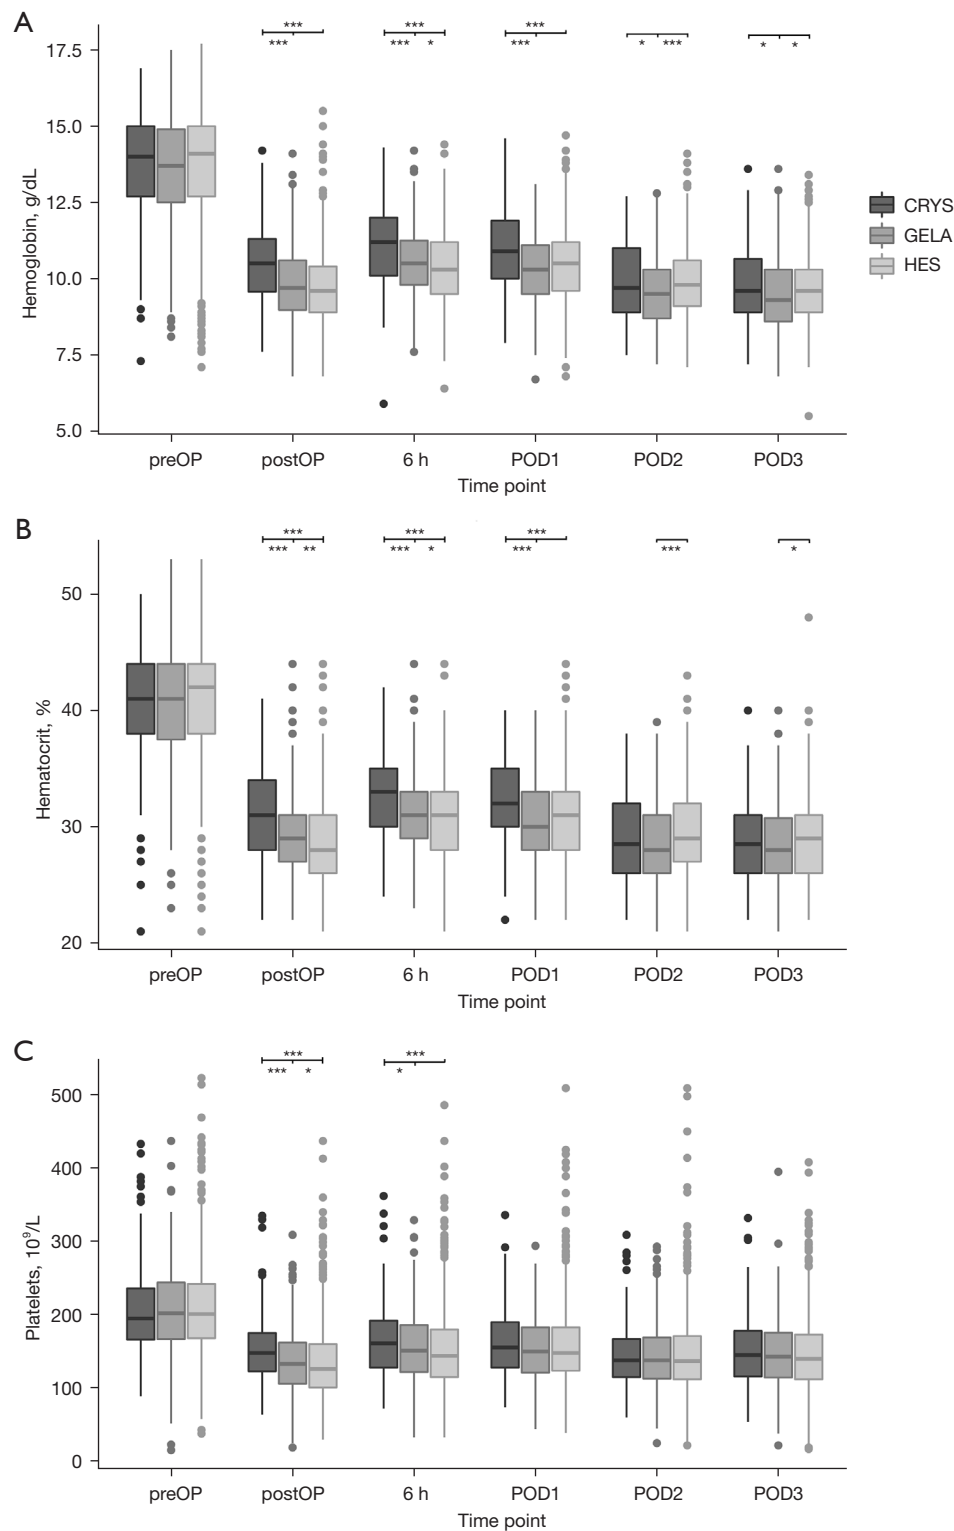 A
*** *** *** 
*** *** * *** * *** * *
17.5
15.0
12.5
10.0
7.5
5.0
Hemoglobin, g/dL
CRYS
GELA
HES
preOP postOP 6 h POD1 POD2 POD3
Time point
B
*** *** ***
*** ** *** * *** *** *
50
40
30
20
Hematocrit, %
preOP postOP 6 h POD1 POD2 POD3
Time point
C
*** ***
*** * *
500
400
300
200
100
0
Platelets, 10⁹/L
preOP postOP 6 h POD1 POD2 POD3
Time point